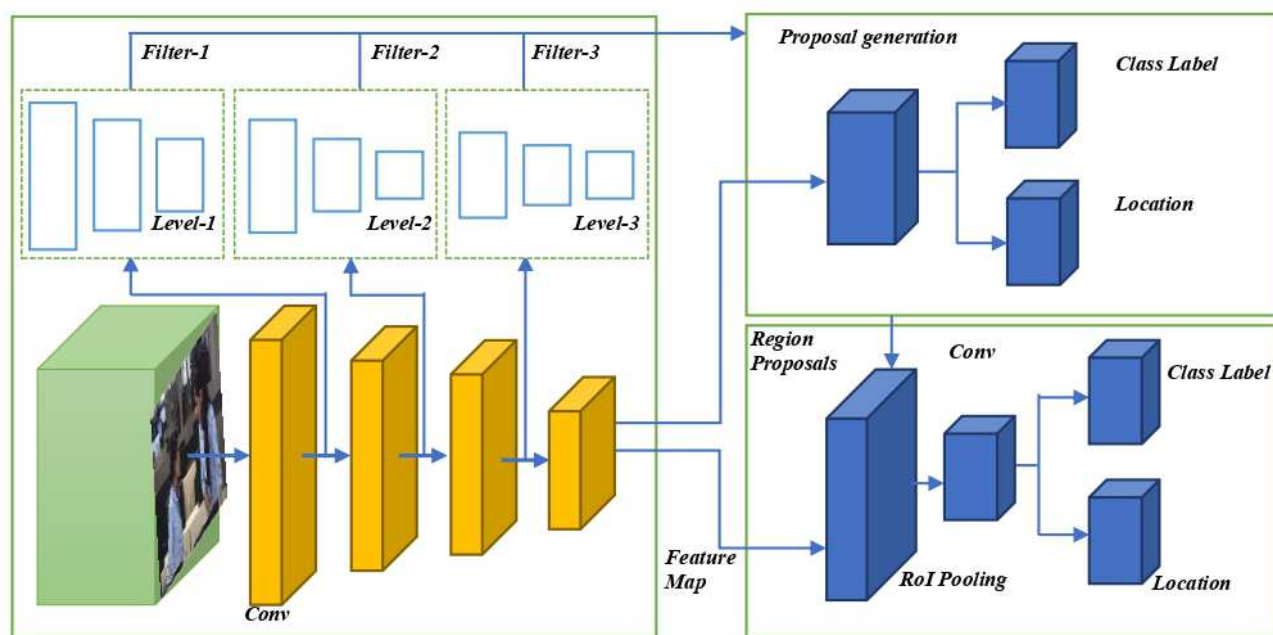 Filter-1
Filter-2
Filter-3
Level-1
Level-2
Level-3
Conv
Feature
Map
Proposal generation
Class Label
Location
Region
Proposals
Conv
Class Label
RoI Pooling
Location